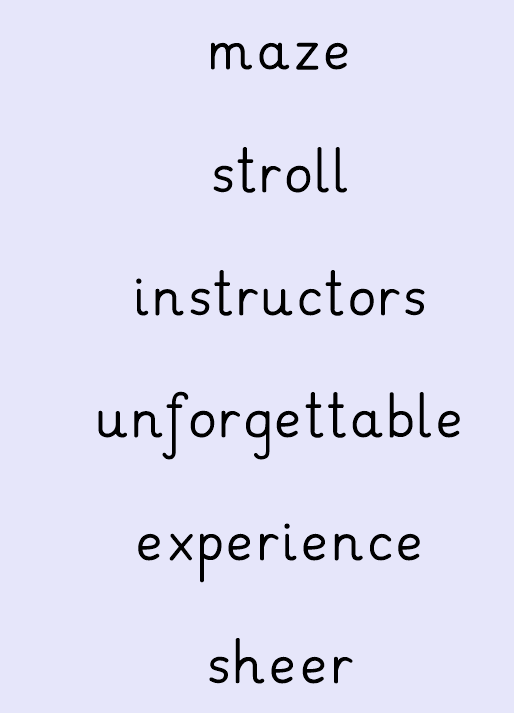 maze
stroll
instructors
unforgettable
experience
sheer